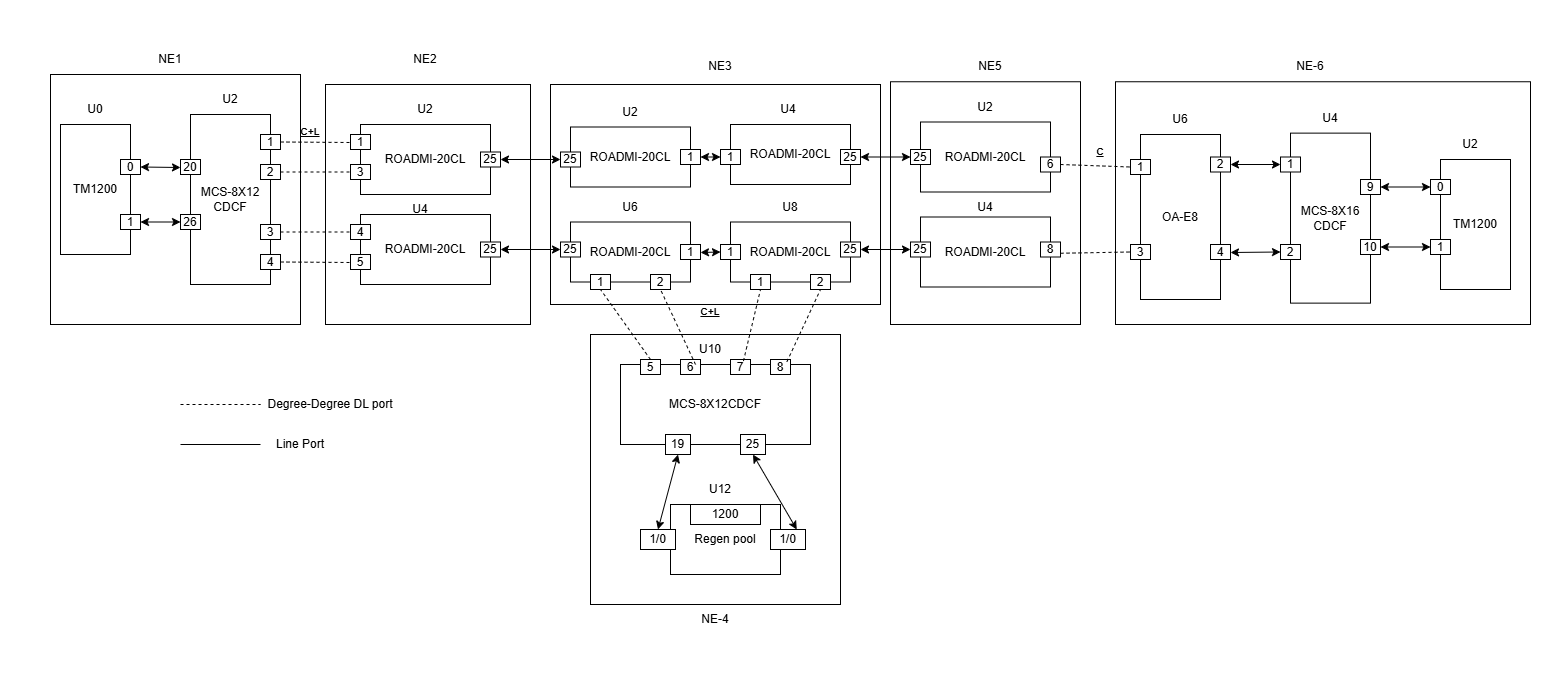 NE1
NE2
NE3
NE5
NE-6
U0
TM1200
0
1
U2
20
26
MCS-8X12
CDCF
1
2
3
4
C+L
U2
1
3
ROADMI-20CL
25
U4
4
5
ROADMI-20CL
25
U2
25
ROADMI-20CL
1
U4
1
ROADMI-20CL
25
U6
25
ROADMI-20CL
1
1
2
U8
1
ROADMI-20CL
25
1
2
C+L
U2
25
ROADMI-20CL
6
U4
25
ROADMI-20CL
8
C
U6
1
3
OA-E8
2
4
U4
1
2
MCS-8X16
CDCF
9
10
U2
0
1
TM1200
U10
5
6
7
8
MCS-8X12CDCF
19
25
U12
1200
1/0
Regen pool
1/0
NE-4
Degree-Degree DL port
Line Port